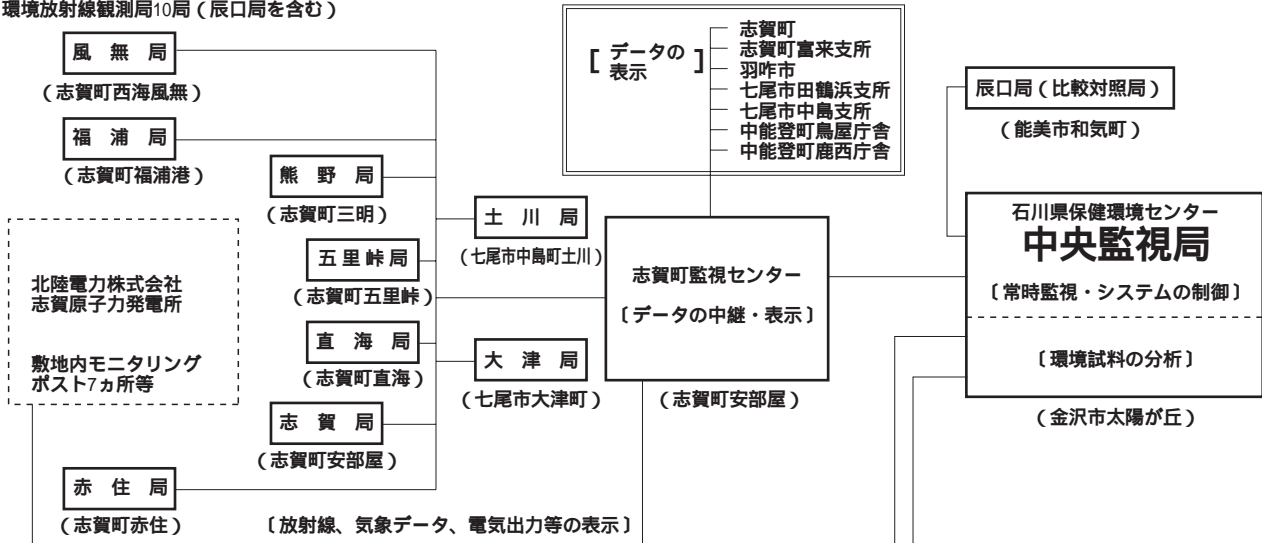 環境放射線観測局10局（辰口局を含む）
風無局
（志賀町西海風無）
福浦局
（志賀町福浦港）
熊野局
（志賀町三明）
五里峠局
（志賀町五里峠）
直海局
（志賀町直海）
志賀局
（志賀町安部屋）
赤住局
（志賀町赤住）
北陸電力株式会社
志賀原子力発電所
敷地内モニタリング
ポスト7ヵ所等
土川局
（七尾市中島町土川）
大津局
（七尾市大津町）
［データの
表示］
志賀町
志賀町富来支所
羽咋市
七尾市田鶴浜支所
七尾市中島支所
中能登町鳥屋庁舎
中能登町鹿西庁舎
志賀町監視センター
〔データの中継・表示〕
（志賀町安部屋）
辰口局（比較対照局）
（能美市和気町）
石川県保健環境センター
中央監視局
〔常時監視・システムの制御〕
〔環境試料の分析〕
（金沢市太陽が丘）
〔放射線、気象データ、電気出力等の表示〕